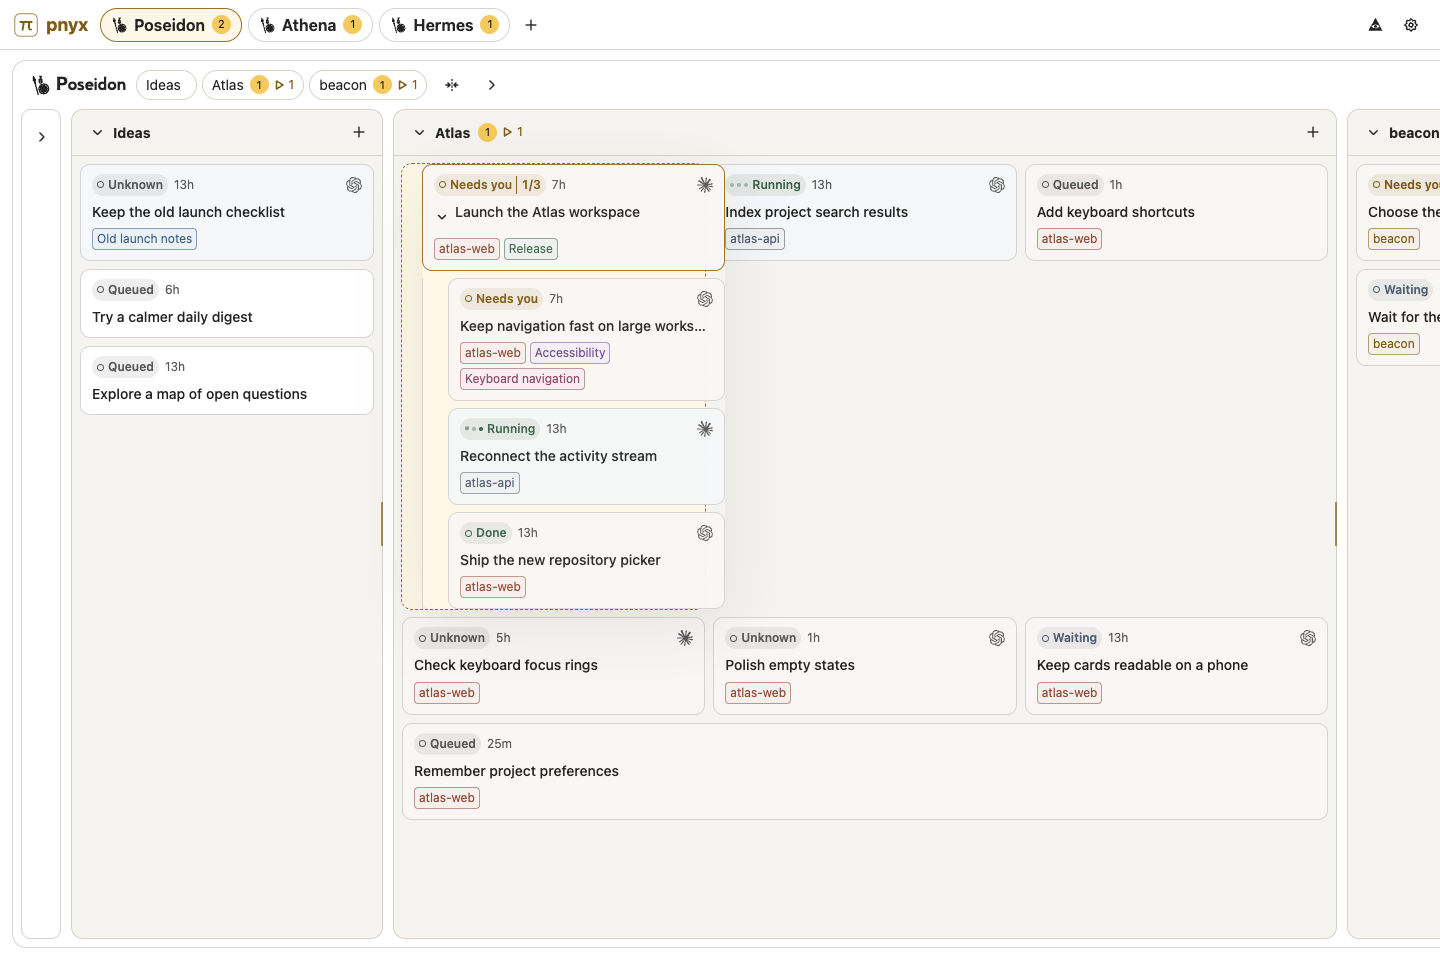 π pnyx Poseidon 2 Athena 1 Hermes 1
Poseidon Ideas Atlas 1 1 beacon 1 1
Ideas
Unknown 13h
Keep the old launch checklist
Old launch notes
Queued 6h
Try a calmer daily digest
Queued 13h
Explore a map of open questions
Atlas 1 1
Needs you 1/3 7h
Launch the Atlas workspace
atlas-web Release
Needs you 7h
Keep navigation fast on large works...
atlas-web Accessibility
Keyboard navigation
Running 13h
Reconnect the activity stream
atlas-api
Done 13h
Ship the new repository picker
atlas-web
Running 13h
Index project search results
atlas-api
Queued 1h
Add keyboard shortcuts
atlas-web
Unknown 5h
Check keyboard focus rings
atlas-web
Unknown 1h
Polish empty states
atlas-web
Waiting 13h
Keep cards readable on a phone
atlas-web
Queued 25m
Remember project preferences
atlas-web
beacon
Needs yo
Choose the
beacon
Waiting
Wait for the
beacon